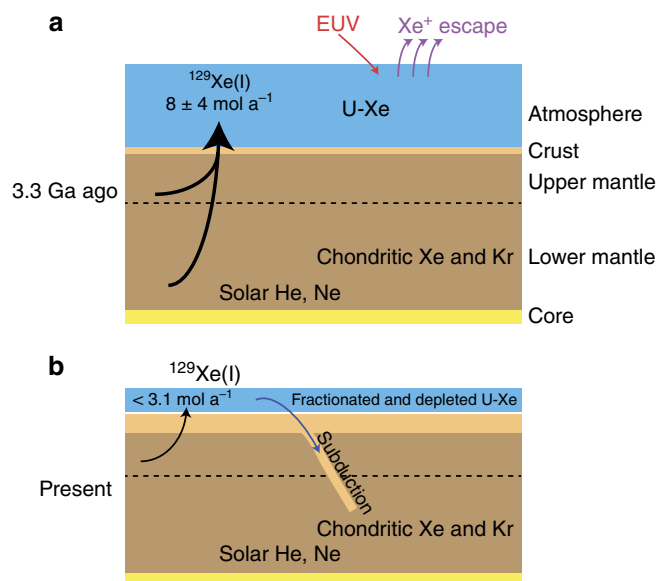 a
EUV
Xe⁺ escape
¹²⁹Xe(I)
8 ± 4 mol a⁻¹
U-Xe
Atmosphere
Crust
Upper mantle
3.3 Ga ago
Chondritic Xe and Kr
Lower mantle
Solar He, Ne
Core
b
¹²⁹Xe(I)
< 3.1 mol a⁻¹
Fractionated and depleted U-Xe
Subduction
Present
Chondritic Xe and Kr
Solar He, Ne